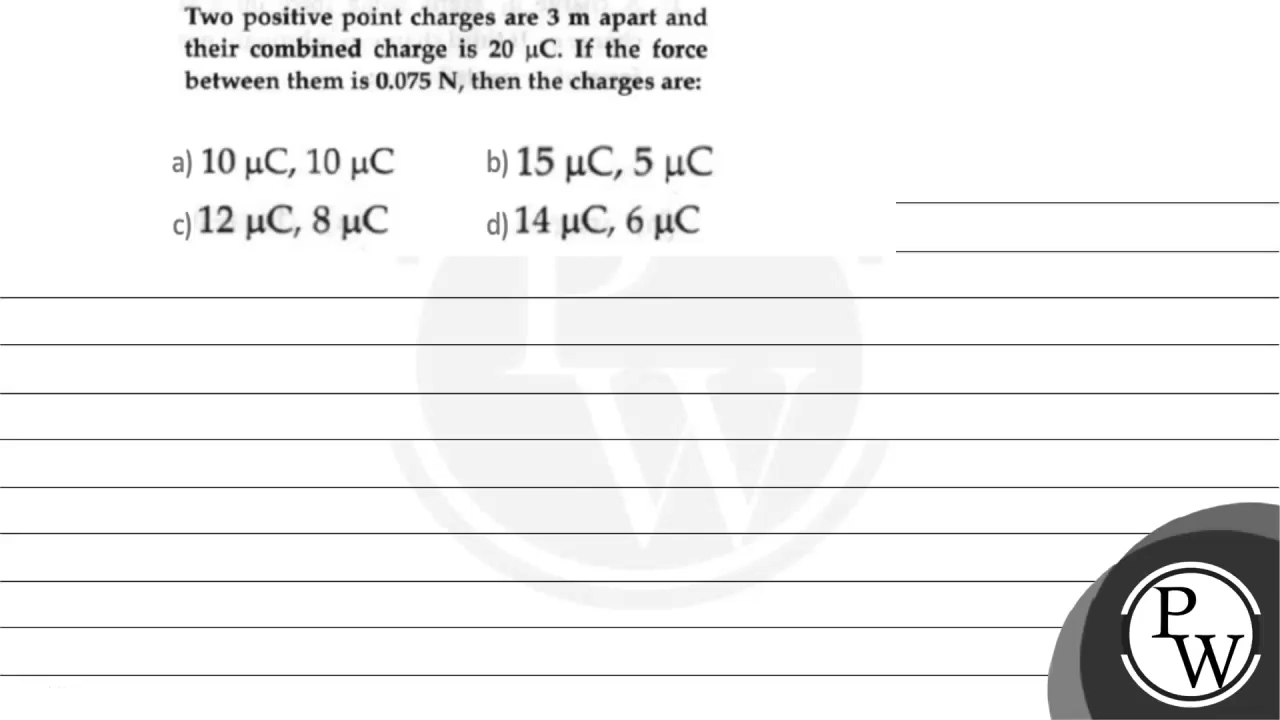 Two positive point charges are 3 m apart and
their combined charge is 20 μC. If the force
between them is 0.075 N, then the charges are:
a) 10 μC, 10 μC b) 15 μC, 5 μC
c) 12 μC, 8 μC d) 14 μC, 6 μC
P
W
P
W